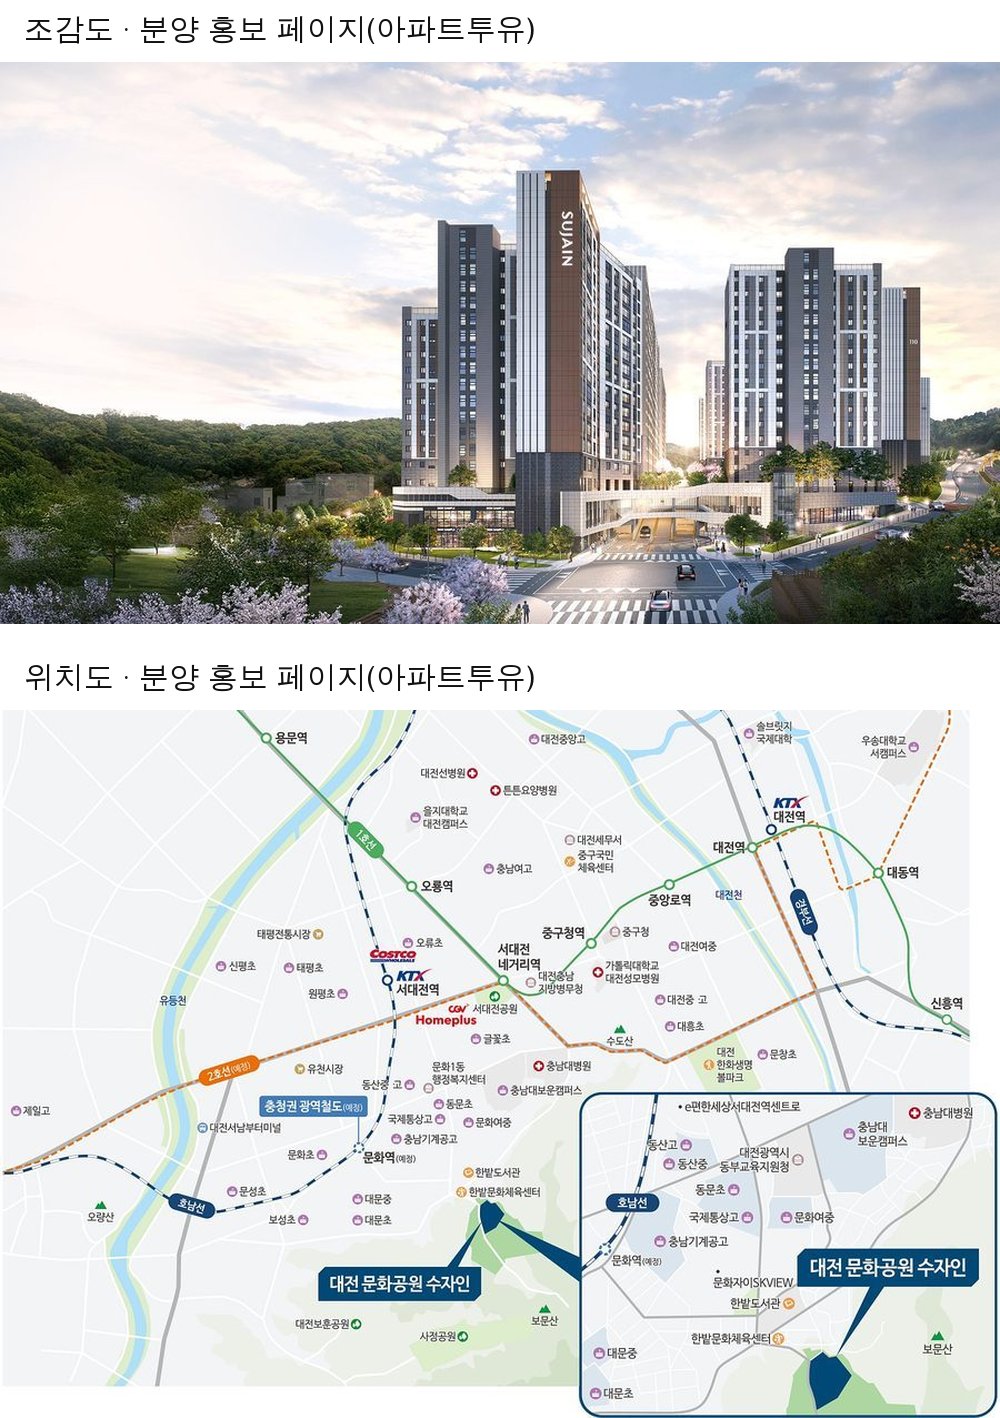 조감도 · 분양 홍보 페이지(아파트투유)
SUJAIN
110
위치도 · 분양 홍보 페이지(아파트투유)
용문역
대전중앙고
솔브릿지
국제대학
우송대학교
서캠퍼스
대전선병원
튼튼요양병원
KTX
대전역
을지대학교
대전캠퍼스
1호선
대전세무서
중구국민
체육센터
대전역
충남여고
대동역
오룡역
중앙로역
대전천
경부선
태평전통시장
오류초
중구청역
중구청
대전여중
COSTCO
WHOLESALE
서대전
네거리역
신평초
태평초
KTX
서대전역
대전충남
지방병무청
가톨릭대학교
대전성모병원
원평초
유등천
서대전공원
대전중·고
신흥역
CGV
Homeplus
대흥초
글꽃초
수도산
대전
한화생명
볼파크
문창초
2호선(예정)
유천시장
문화1동
행정복지센터
충남대병원
동산중·고
충남대보운캠퍼스
제일고
충청권 광역철도(예정)
동문초
국제통상고
문화여중
대전서남부터미널
충남기계공고
문화초
문화역(예정)
한밭도서관
문성초
한밭문화체육센터
호남선
대문중
오량산
보성초
대문초
대전 문화공원 수자인
보문산
대전보훈공원
사정공원
e편한세상서대전역센트로
충남대병원
충남대
보운캠퍼스
동산고
동산중
대전광역시
동부교육지원청
동문초
호남선
국제통상고
문화여중
충남기계공고
문화역(예정)
대전 문화공원 수자인
문화자이SKVIEW
한밭도서관
한밭문화체육센터
보문산
대문중
대문초